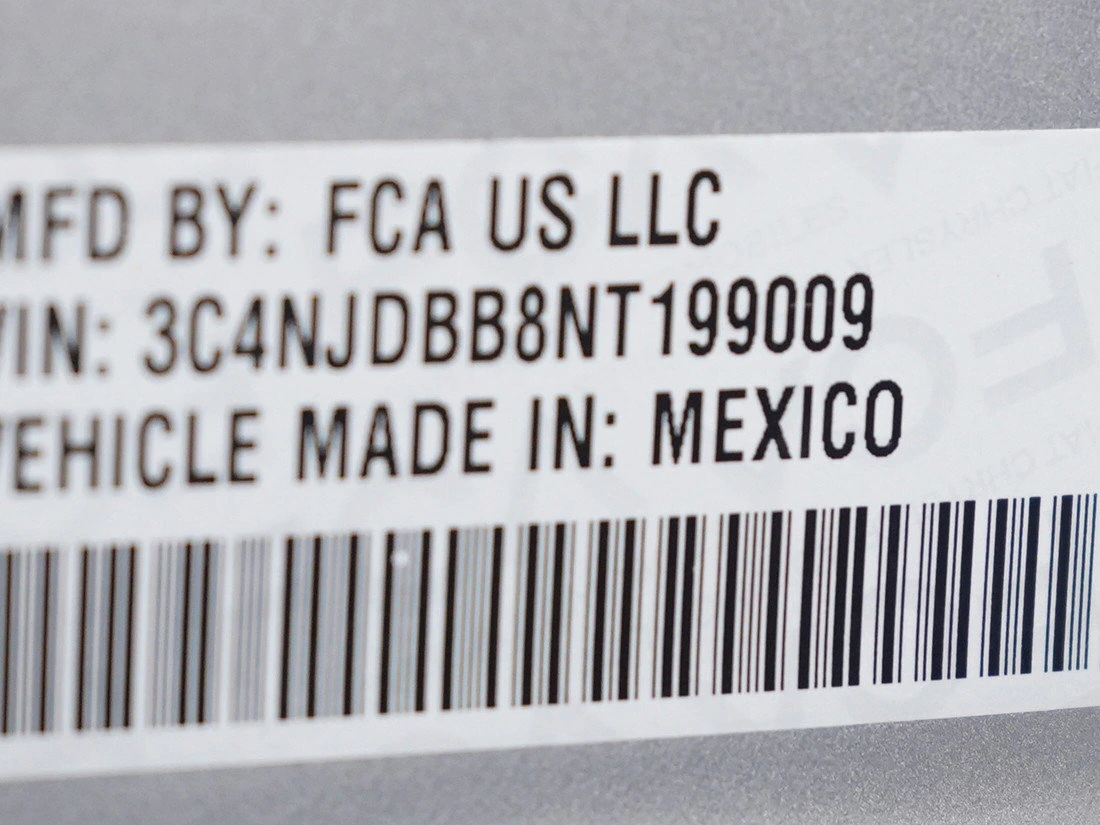 MFD BY: FCA US LLC
VIN: 3C4NJDBB8NT199009
VEHICLE MADE IN: MEXICO